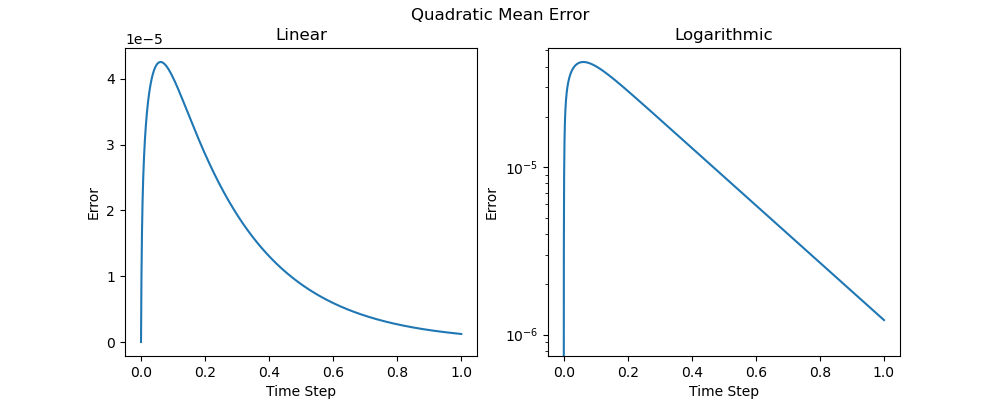 Quadratic Mean Error
Linear
1e−5
4
3
2
1
0
Error
0.0 0.2 0.4 0.6 0.8 1.0
Time Step
Logarithmic
10⁻⁵
10⁻⁶
Error
0.0 0.2 0.4 0.6 0.8 1.0
Time Step